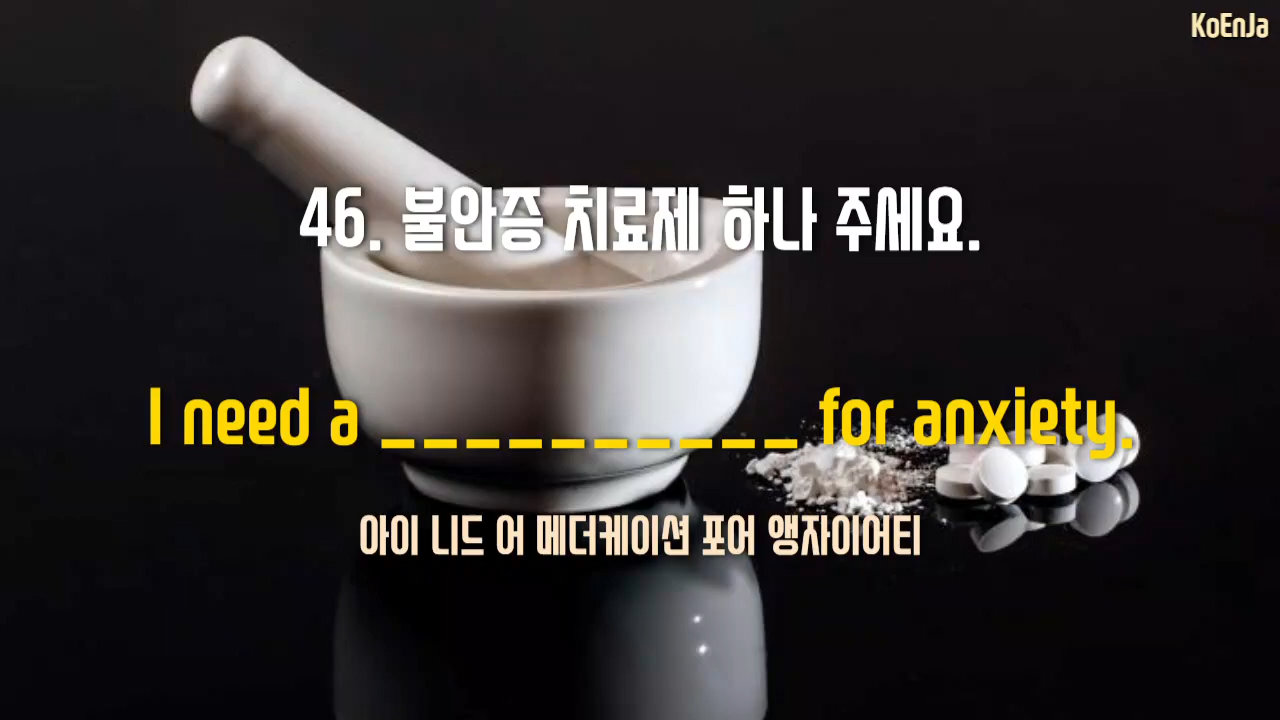 KoEnJa
46. 불안증 치료제 하나 주세요.
I need a _ _ _ _ _ _ _ _ _ _ for anxiety.
아이 니드 어 메더케이션 포어 앵자이어티